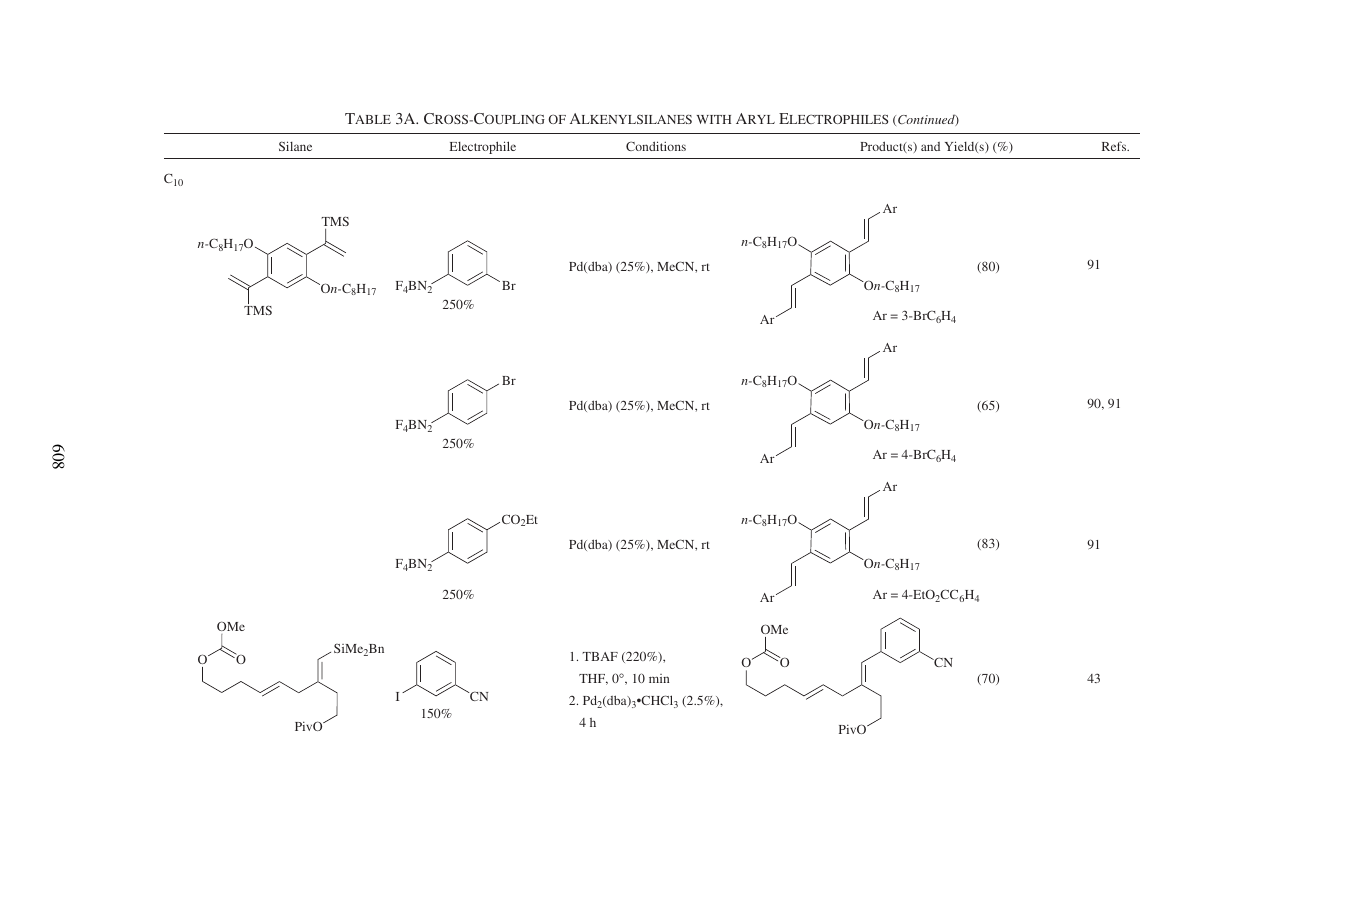 TABLE 3A. CROSS-COUPLING OF ALKENYLSILANES WITH ARYL ELECTROPHILES (Continued)
Silane Electrophile Conditions Product(s) and Yield(s) (%) Refs.
C10
TMS
n-C8H17O
On-C8H17
TMS
F4BN2
Br
250%
Pd(dba) (25%), MeCN, rt
Ar
n-C8H17O
On-C8H17
Ar
Ar = 3-BrC6H4
(80)
91
Br
F4BN2
250%
Pd(dba) (25%), MeCN, rt
Ar
n-C8H17O
On-C8H17
Ar
Ar = 4-BrC6H4
(65)
90, 91
608
CO2Et
F4BN2
250%
Pd(dba) (25%), MeCN, rt
Ar
n-C8H17O
On-C8H17
Ar
Ar = 4-EtO2CC6H4
(83)
91
OMe
O O
SiMe2Bn
PivO
I
CN
150%
1. TBAF (220%),
THF, 0°, 10 min
2. Pd2(dba)3•CHCl3 (2.5%),
4 h
OMe
O O
CN
PivO
(70)
43